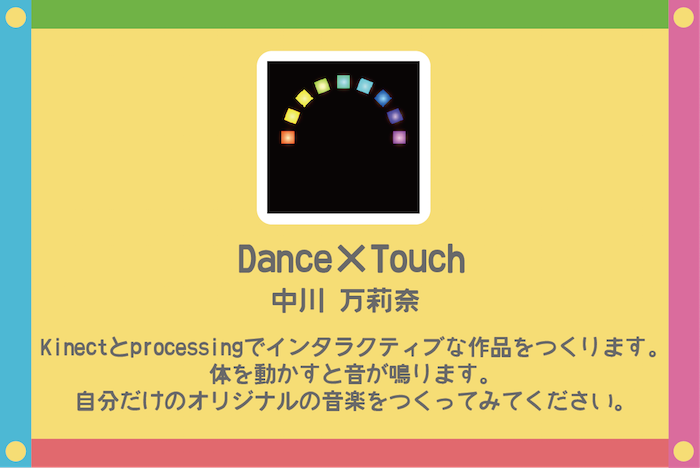 Dance×Touch
中川 万莉奈
Kinectとprocessingでインタラクティブな作品をつくります。
体を動かすと音が鳴ります。
自分だけのオリジナルの音楽をつくってみてください。